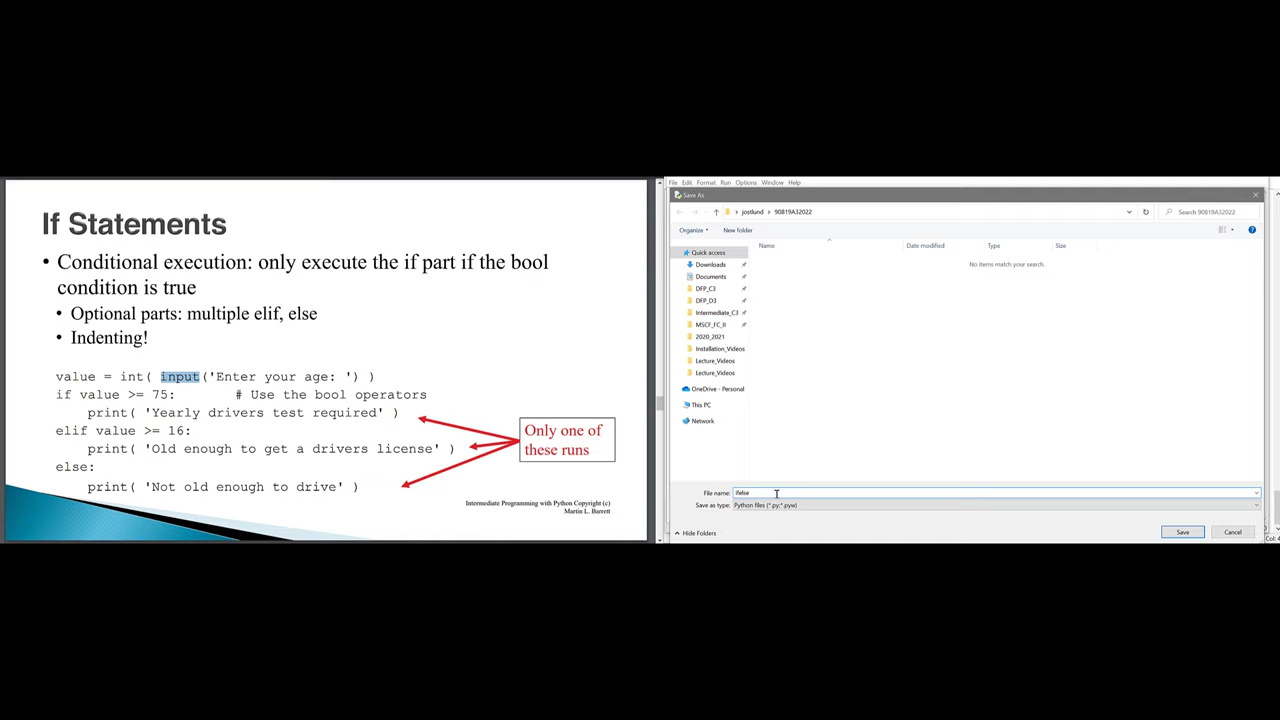 If Statements
• Conditional execution: only execute the if part if the bool
condition is true
• Optional parts: multiple elif, else
• Indenting!
value = int( input('Enter your age: ') )
if value >= 75: # Use the bool operators
print( 'Yearly drivers test required' )
elif value >= 16:
print( 'Old enough to get a drivers license' )
else:
print( 'Not old enough to drive' )
Only one of
these runs
Intermediate Programming with Python Copyright (c)
Martin L. Barrett
File Edit Format Run Options Window Help
Save As
jostlund > 90819A32022
Search 90819A32022
Organize New folder
Name Date modified Type Size
No items match your search.
Quick access
Downloads
Documents
DFP_C3
DFP_D3
Intermediate_C3
MSCF_FC_II
2020_2021
Installation_Videos
Lecture_Videos
Lecture_Videos
OneDrive - Personal
This PC
Network
File name: ifelse
Save as type: Python files (*.py;*.pyw)
Hide Folders
Save Cancel